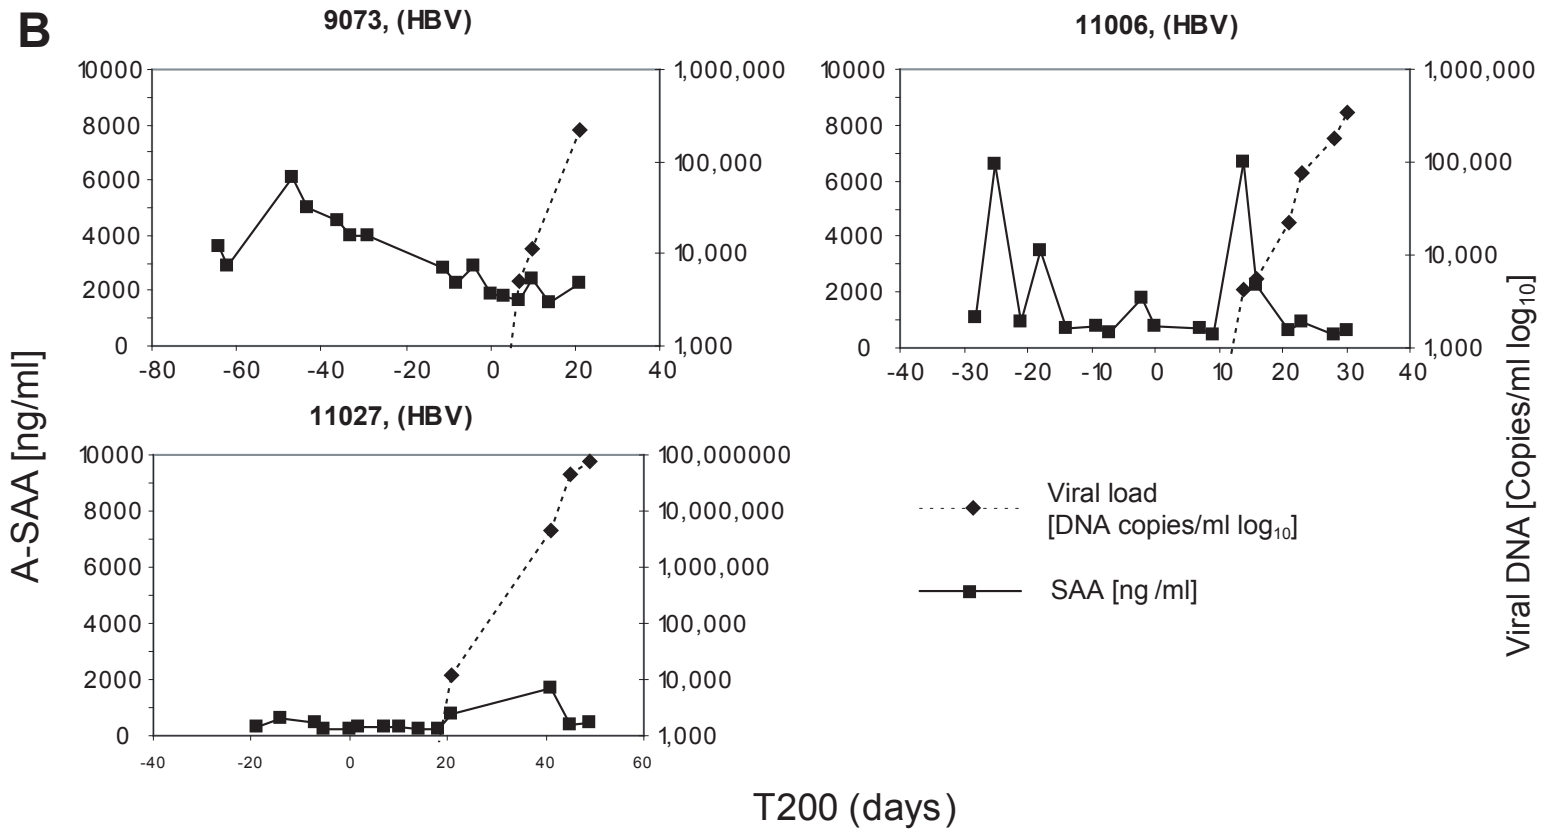 B
9073, (HBV)
10000
8000
6000
4000
2000
0
1,000,000
100,000
10,000
1,000
-80 -60 -40 -20 0 20 40
11006, (HBV)
10000
8000
6000
4000
2000
0
1,000,000
100,000
10,000
1,000
-40 -30 -20 -10 0 10 20 30 40
11027, (HBV)
10000
8000
6000
4000
2000
0
100,000000
10,000,000
1,000,000
100,000
10,000
1,000
-40 -20 0 20 40 60
Viral load
[DNA copies/ml log10]
SAA [ng /ml]
A-SAA [ng/ml]
Viral DNA [Copies/ml log10]
T200 (days)